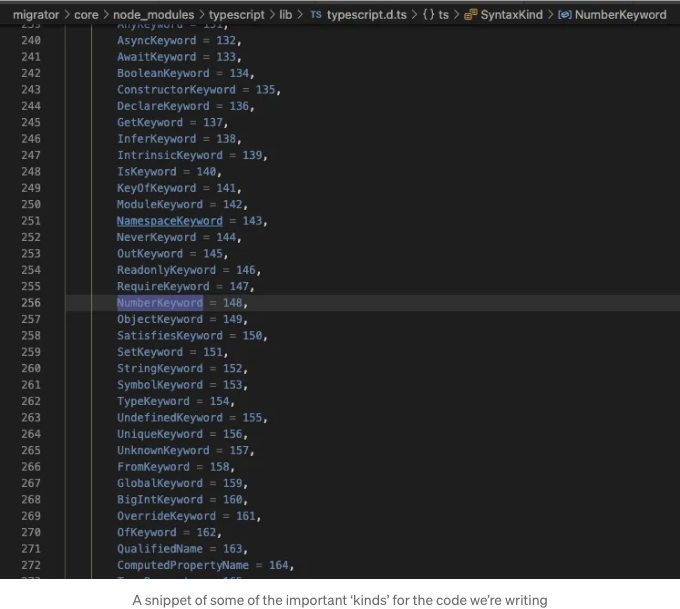 migrator > core > node_modules > typescript > lib > TS typescript.d.ts > {} ts > SyntaxKind > NumberKeyword
240 AsyncKeyword = 132,
241 AwaitKeyword = 133,
242 BooleanKeyword = 134,
243 ConstructorKeyword = 135,
244 DeclareKeyword = 136,
245 GetKeyword = 137,
246 InferKeyword = 138,
247 IntrinsicKeyword = 139,
248 IsKeyword = 140,
249 KeyOfKeyword = 141,
250 ModuleKeyword = 142,
251 NamespaceKeyword = 143,
252 NeverKeyword = 144,
253 OutKeyword = 145,
254 ReadonlyKeyword = 146,
255 RequireKeyword = 147,
256 NumberKeyword = 148,
257 ObjectKeyword = 149,
258 SatisfiesKeyword = 150,
259 SetKeyword = 151,
260 StringKeyword = 152,
261 SymbolKeyword = 153,
262 TypeKeyword = 154,
263 UndefinedKeyword = 155,
264 UniqueKeyword = 156,
265 UnknownKeyword = 157,
266 FromKeyword = 158,
267 GlobalKeyword = 159,
268 BigIntKeyword = 160,
269 OverrideKeyword = 161,
270 OfKeyword = 162,
271 QualifiedName = 163,
272 ComputedPropertyName = 164,
A snippet of some of the important ‘kinds’ for the code we’re writing